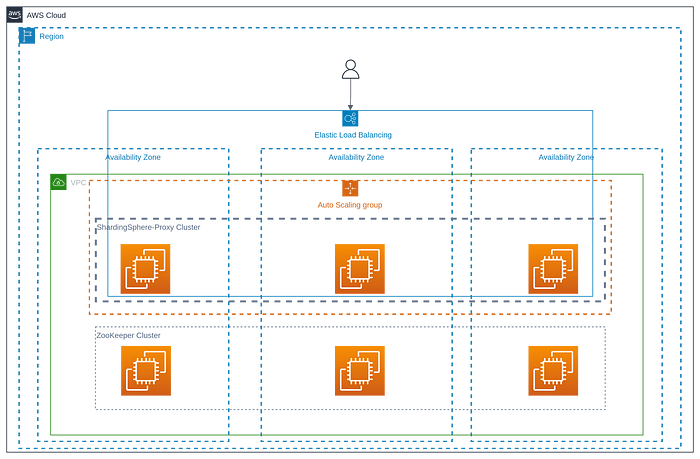 aws
AWS Cloud
Region
Elastic Load Balancing
Availability Zone
Availability Zone
Availability Zone
VPC
Auto Scaling group
ShardingSphere-Proxy Cluster
ZooKeeper Cluster